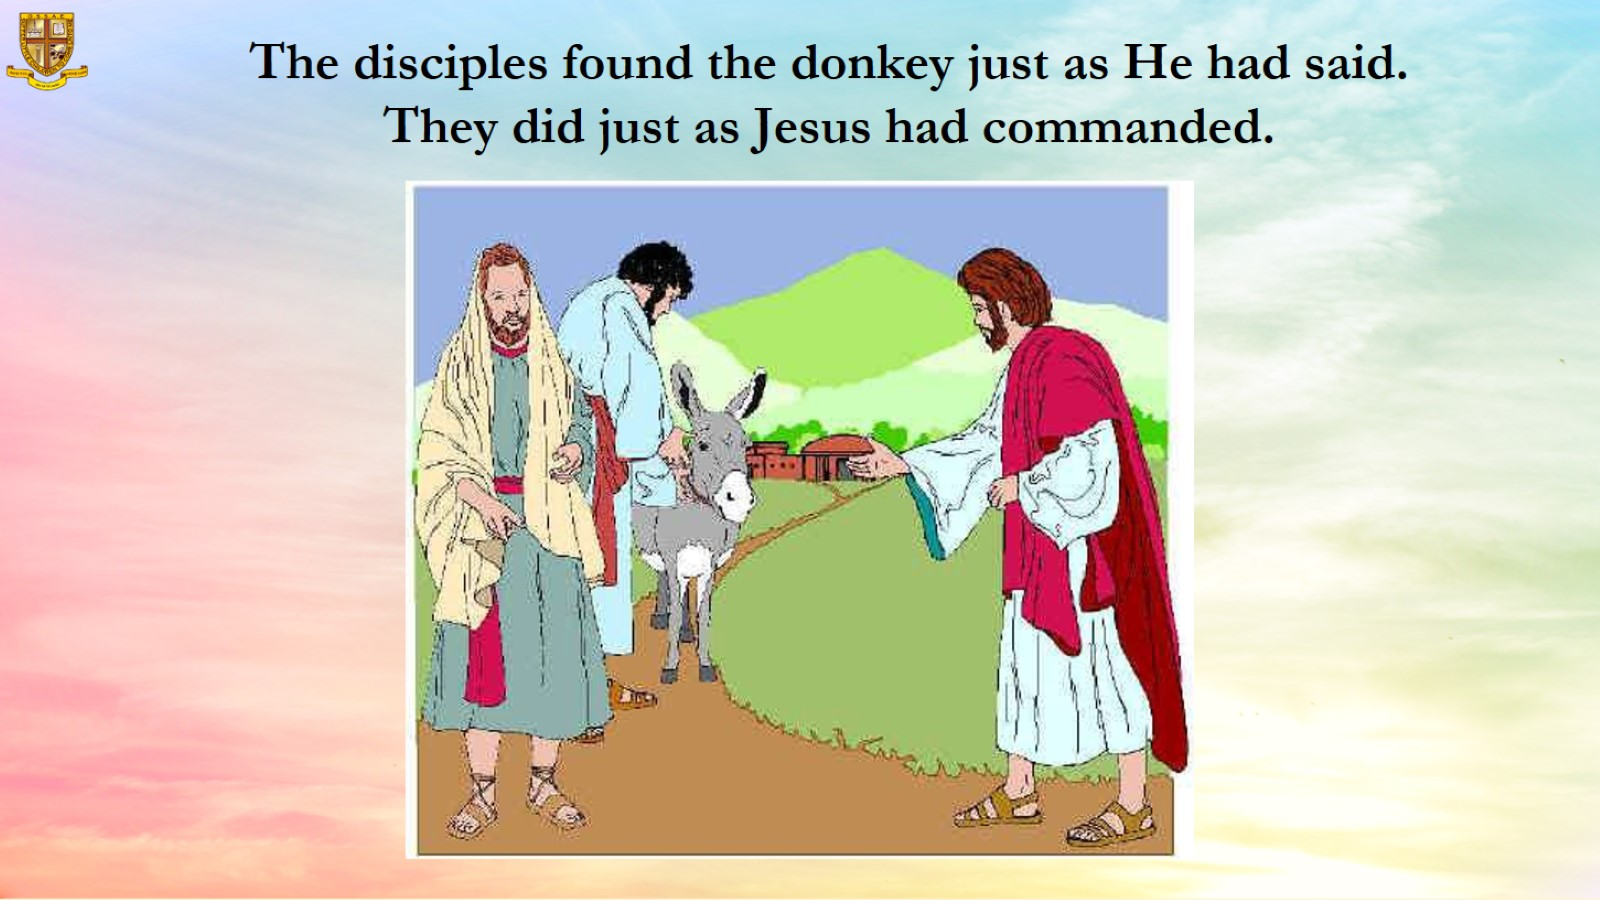 The disciples found the donkey just as He had said.
They did just as Jesus had commanded.